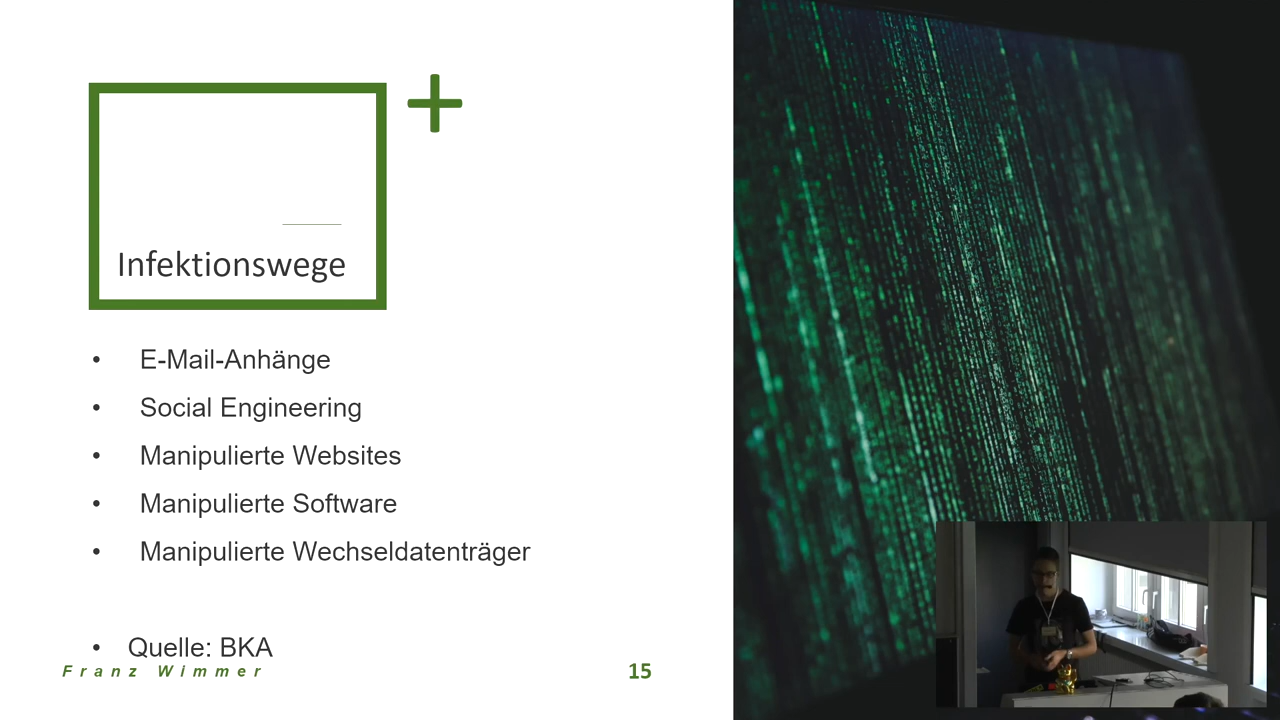 Infektionswege
• E-Mail-Anhänge
• Social Engineering
• Manipulierte Websites
• Manipulierte Software
• Manipulierte Wechseldatenträger
• Quelle: BKA
Franz Wimmer
15